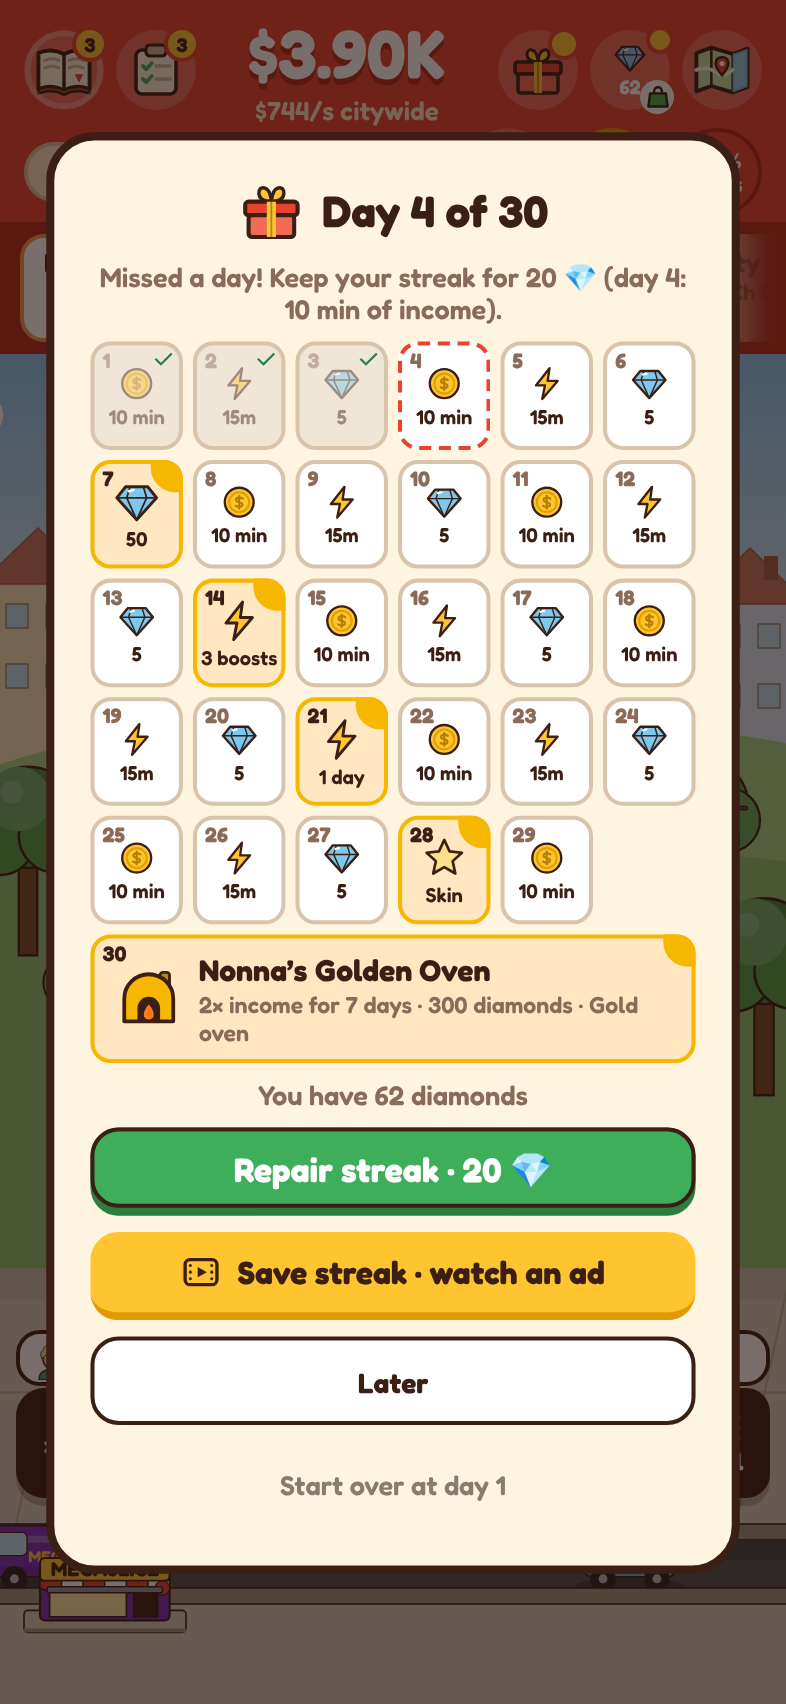 3
3
$3.90K
$744/s citywide
62
Day 4 of 30
Missed a day! Keep your streak for 20 💎 (day 4:
10 min of income).
1
10 min
2
15m
3
5
4
10 min
5
15m
6
5
7
50
8
10 min
9
15m
10
5
11
10 min
12
15m
13
5
14
3 boosts
15
10 min
16
15m
17
5
18
10 min
19
15m
20
5
21
1 day
22
10 min
23
15m
24
5
25
10 min
26
15m
27
5
28
Skin
29
10 min
30
Nonna's Golden Oven
2× income for 7 days · 300 diamonds · Gold
oven
You have 62 diamonds
Repair streak · 20 💎
Save streak · watch an ad
Later
Start over at day 1